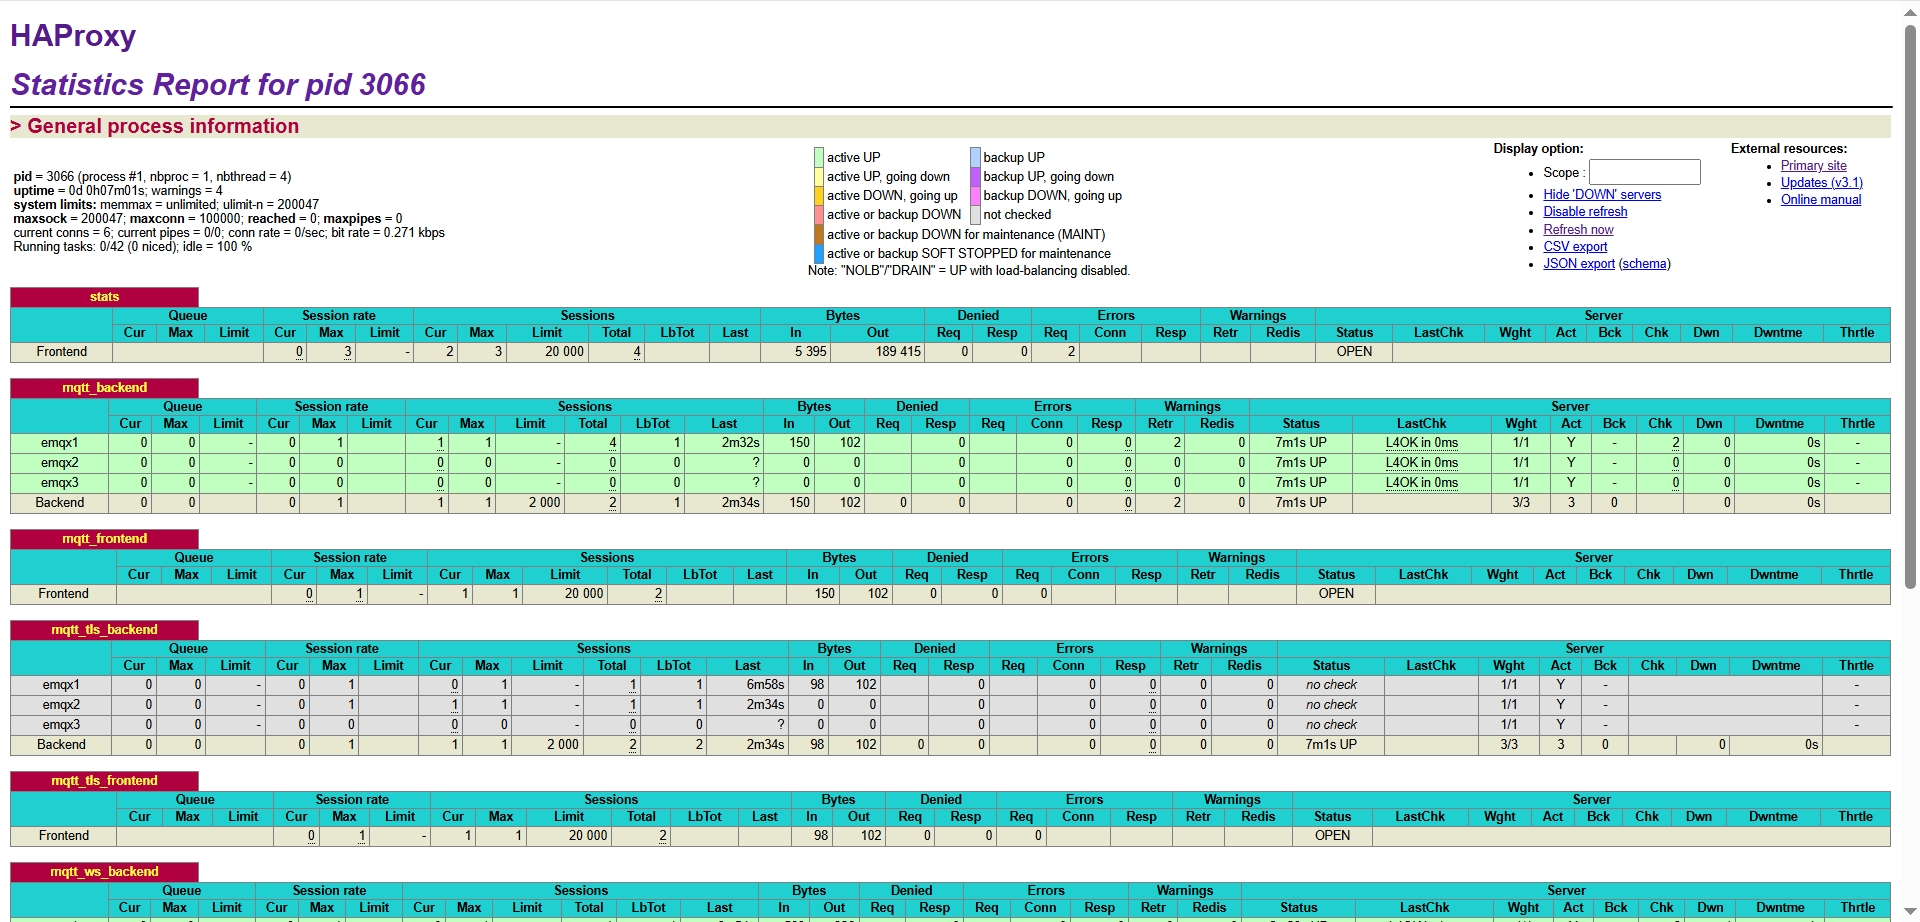 HAProxy
Statistics Report for pid 3066
> General process information
pid = 3066 (process #1, nbproc = 1, nbthread = 4)
uptime = 0d 0h07m01s; warnings = 4
system limits: memmax = unlimited; ulimit-n = 200047
maxsock = 200047; maxconn = 100000; reached = 0; maxpipes = 0
current conns = 6; current pipes = 0/0; conn rate = 0/sec; bit rate = 0.271 kbps
Running tasks: 0/42 (0 niced); idle = 100 %
active UP backup UP
active UP, going down backup UP, going down
active DOWN, going up backup DOWN, going up
active or backup DOWN not checked
active or backup DOWN for maintenance (MAINT)
active or backup SOFT STOPPED for maintenance
Note: "NOLB"/"DRAIN" = UP with load-balancing disabled.
Display option:
• Scope :
• Hide 'DOWN' servers
• Disable refresh
• Refresh now
• CSV export
• JSON export (schema)
External resources:
• Primary site
• Updates (v3.1)
• Online manual
stats
Queue Session rate Sessions Bytes Denied Errors Warnings Server
Cur Max Limit Cur Max Limit Cur Max Limit Total LbTot Last In Out Req Resp Req Conn Resp Retr Redis Status LastChk Wght Act Bck Chk Dwn Dwntme Thrtle
Frontend 0 3 - 2 3 20 000 4 5 395 189 415 0 0 2 OPEN
mqtt_backend
Queue Session rate Sessions Bytes Denied Errors Warnings Server
Cur Max Limit Cur Max Limit Cur Max Limit Total LbTot Last In Out Req Resp Req Conn Resp Retr Redis Status LastChk Wght Act Bck Chk Dwn Dwntme Thrtle
emqx1 0 0 - 0 1 1 1 - 4 1 2m32s 150 102 0 0 0 2 0 7m1s UP L4OK in 0ms 1/1 Y - 2 0 0s -
emqx2 0 0 - 0 0 0 0 - 0 0 ? 0 0 0 0 0 0 0 7m1s UP L4OK in 0ms 1/1 Y - 0 0 0s -
emqx3 0 0 - 0 0 0 0 - 0 0 ? 0 0 0 0 0 0 0 7m1s UP L4OK in 0ms 1/1 Y - 0 0 0s -
Backend 0 0 0 1 1 1 2 000 2 1 2m34s 150 102 0 0 0 0 2 0 7m1s UP 3/3 3 0 0 0s
mqtt_frontend
Queue Session rate Sessions Bytes Denied Errors Warnings Server
Cur Max Limit Cur Max Limit Cur Max Limit Total LbTot Last In Out Req Resp Req Conn Resp Retr Redis Status LastChk Wght Act Bck Chk Dwn Dwntme Thrtle
Frontend 0 1 - 1 1 20 000 2 150 102 0 0 0 OPEN
mqtt_tls_backend
Queue Session rate Sessions Bytes Denied Errors Warnings Server
Cur Max Limit Cur Max Limit Cur Max Limit Total LbTot Last In Out Req Resp Req Conn Resp Retr Redis Status LastChk Wght Act Bck Chk Dwn Dwntme Thrtle
emqx1 0 0 - 0 1 0 1 - 1 1 6m58s 98 102 0 0 0 0 0 no check 1/1 Y - -
emqx2 0 0 - 0 1 1 1 - 1 1 2m34s 0 0 0 0 0 0 0 no check 1/1 Y - -
emqx3 0 0 - 0 0 0 0 - 0 0 ? 0 0 0 0 0 0 0 no check 1/1 Y - -
Backend 0 0 0 1 1 1 2 000 2 2 2m34s 98 102 0 0 0 0 0 0 7m1s UP 3/3 3 0 0 0s
mqtt_tls_frontend
Queue Session rate Sessions Bytes Denied Errors Warnings Server
Cur Max Limit Cur Max Limit Cur Max Limit Total LbTot Last In Out Req Resp Req Conn Resp Retr Redis Status LastChk Wght Act Bck Chk Dwn Dwntme Thrtle
Frontend 0 1 - 1 1 20 000 2 98 102 0 0 0 OPEN
mqtt_ws_backend
Queue Session rate Sessions Bytes Denied Errors Warnings Server
Cur Max Limit Cur Max Limit Cur Max Limit Total LbTot Last In Out Req Resp Req Conn Resp Retr Redis Status LastChk Wght Act Bck Chk Dwn Dwntme Thrtle